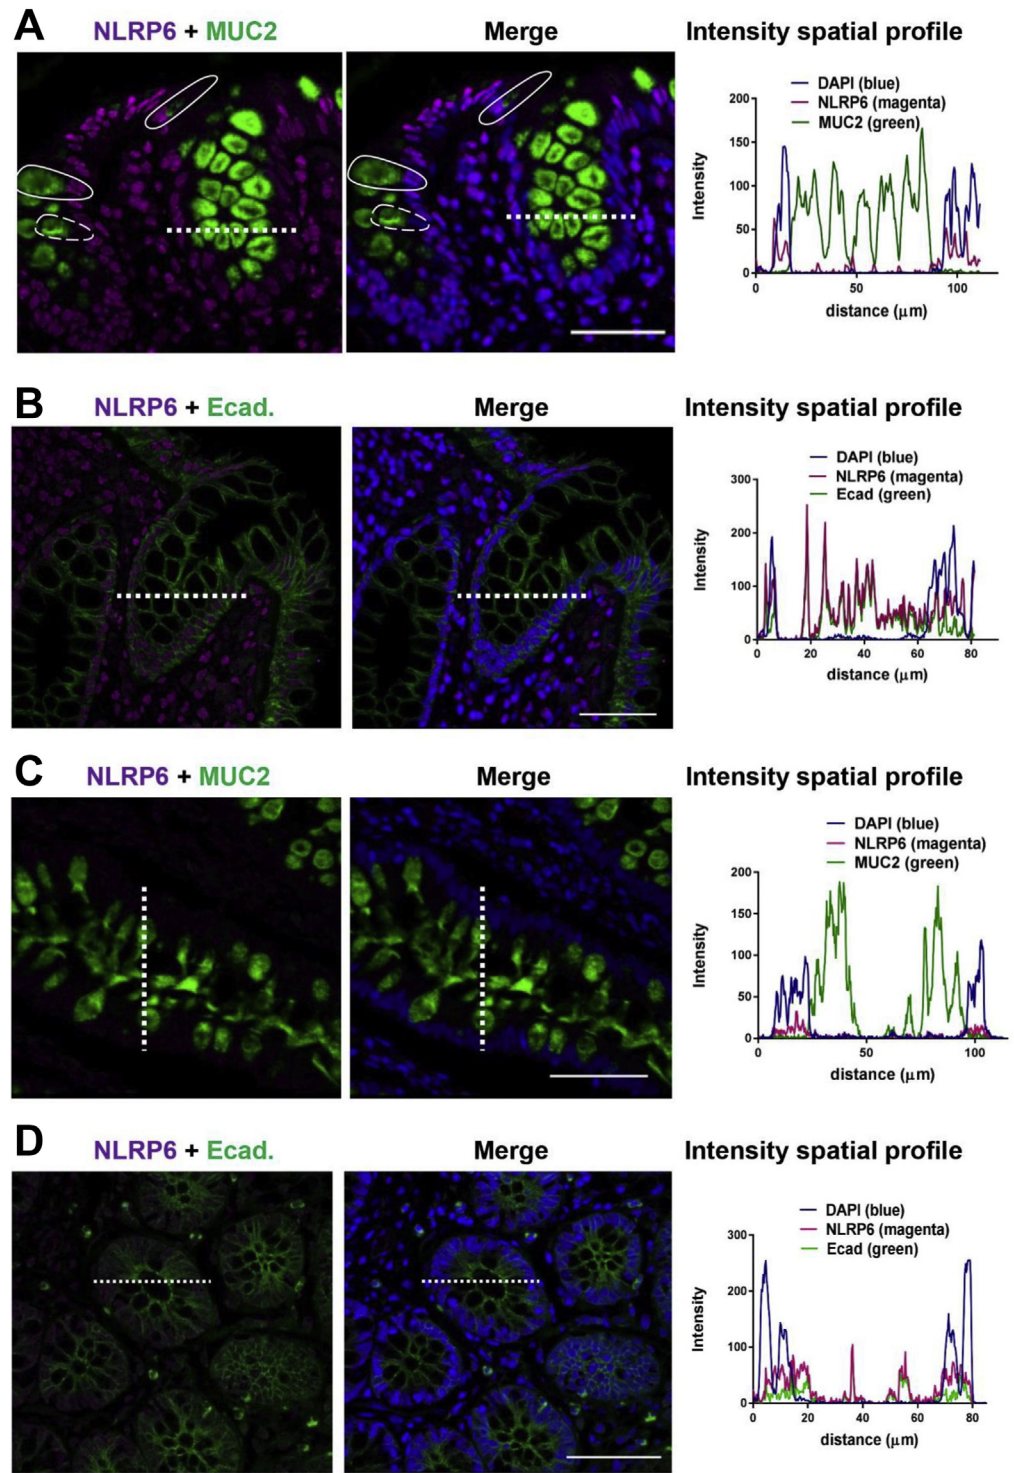 A NLRP6 + MUC2 Merge Intensity spatial profile
DAPI (blue)
NLRP6 (magenta)
MUC2 (green)
200
150
100
50
0
Intensity
0 50 100
distance (μm)
B NLRP6 + Ecad. Merge Intensity spatial profile
DAPI (blue)
NLRP6 (magenta)
Ecad (green)
300
200
100
0
Intensity
0 20 40 60 80
distance (μm)
C NLRP6 + MUC2 Merge Intensity spatial profile
DAPI (blue)
NLRP6 (magenta)
MUC2 (green)
200
150
100
50
0
Intensity
0 50 100
distance (μm)
D NLRP6 + Ecad. Merge Intensity spatial profile
DAPI (blue)
NLRP6 (magenta)
Ecad (green)
300
200
100
0
Intensity
0 20 40 60 80
distance (μm)